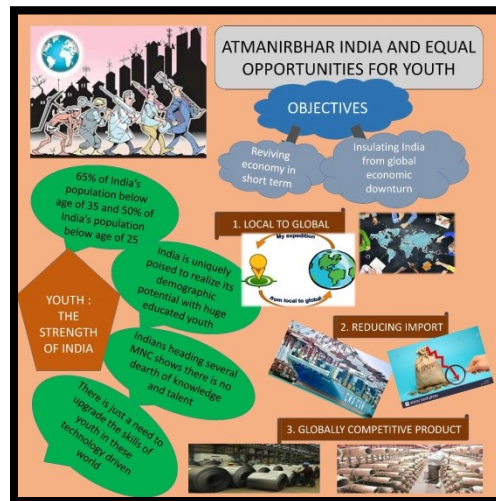 ATMANIRBHAR INDIA AND EQUAL
OPPORTUNITIES FOR YOUTH
OBJECTIVES
Reviving
economy in
short term
Insulating India
from global
economic
downturn
65% of India's
population below
age of 35 and 50% of
India's population
below age of 25
1. LOCAL TO GLOBAL
My expedition
from local to global
India is uniquely
poised to realize its
demographic
potential with huge
educated youth
YOUTH :
THE
STRENGTH
OF INDIA
2. REDUCING IMPORT
Indians heading several
MNC shows there is no
dearth of knowledge
and talent
There is just a need to
upgrade the skills of
youth in these
technology driven
world
3. GLOBALLY COMPETITIVE PRODUCT